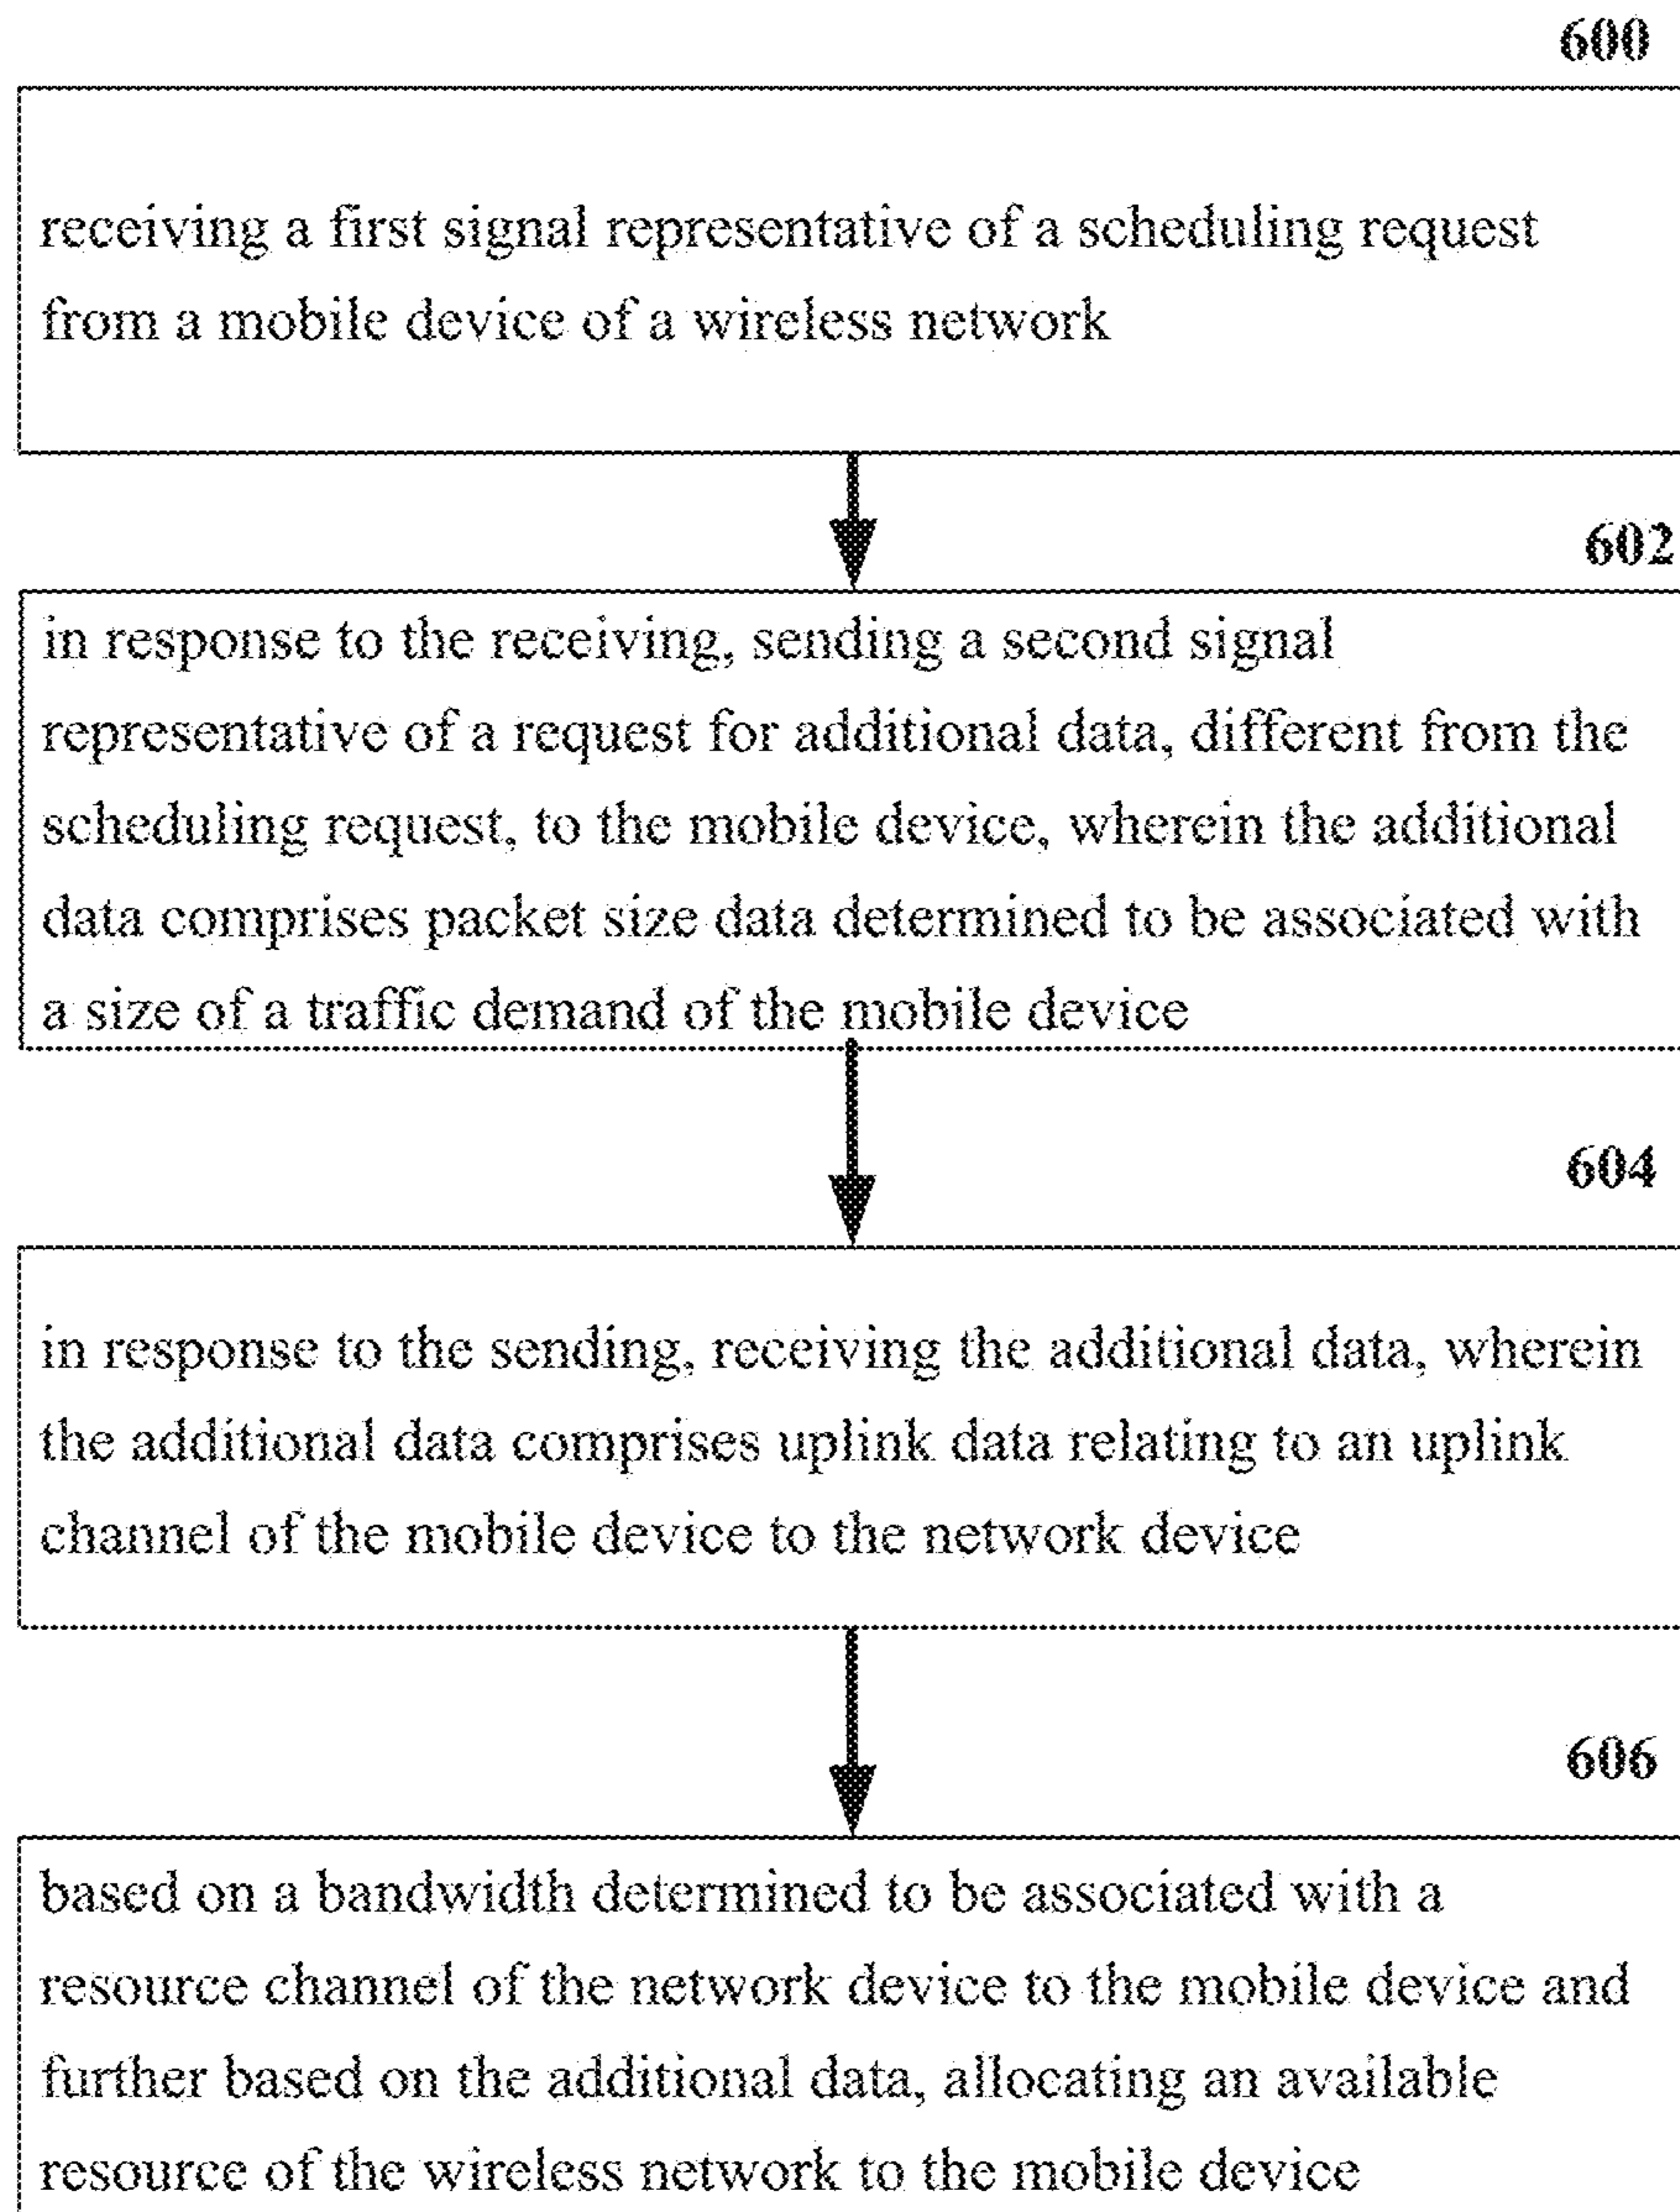 600
receiving a first signal representative of a scheduling request
from a mobile device of a wireless network
602
in response to the receiving, sending a second signal
representative of a request for additional data, different from the
scheduling request, to the mobile device, wherein the additional
data comprises packet size data determined to be associated with
a size of a traffic demand of the mobile device
604
in response to the sending, receiving the additional data, wherein
the additional data comprises uplink data relating to an uplink
channel of the mobile device to the network device
606
based on a bandwidth determined to be associated with a
resource channel of the network device to the mobile device and
further based on the additional data, allocating an available
resource of the wireless network to the mobile device